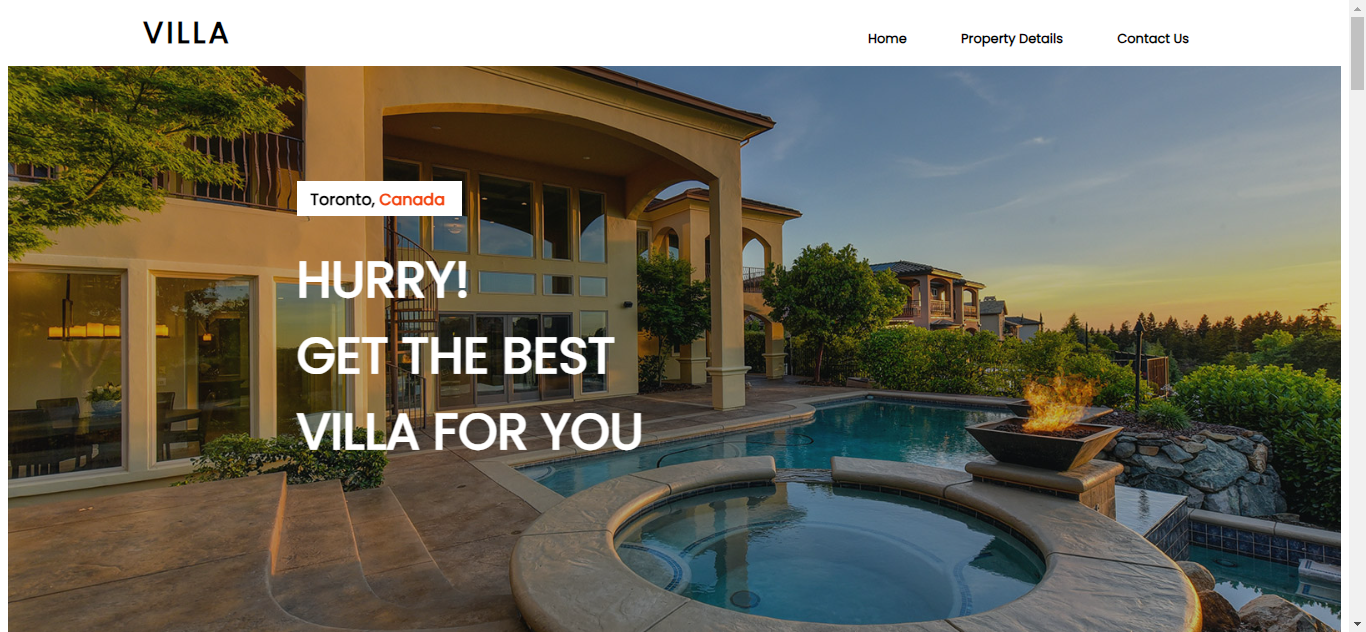 VILLA
Home
Property Details
Contact Us
Toronto, Canada
HURRY!
GET THE BEST
VILLA FOR YOU